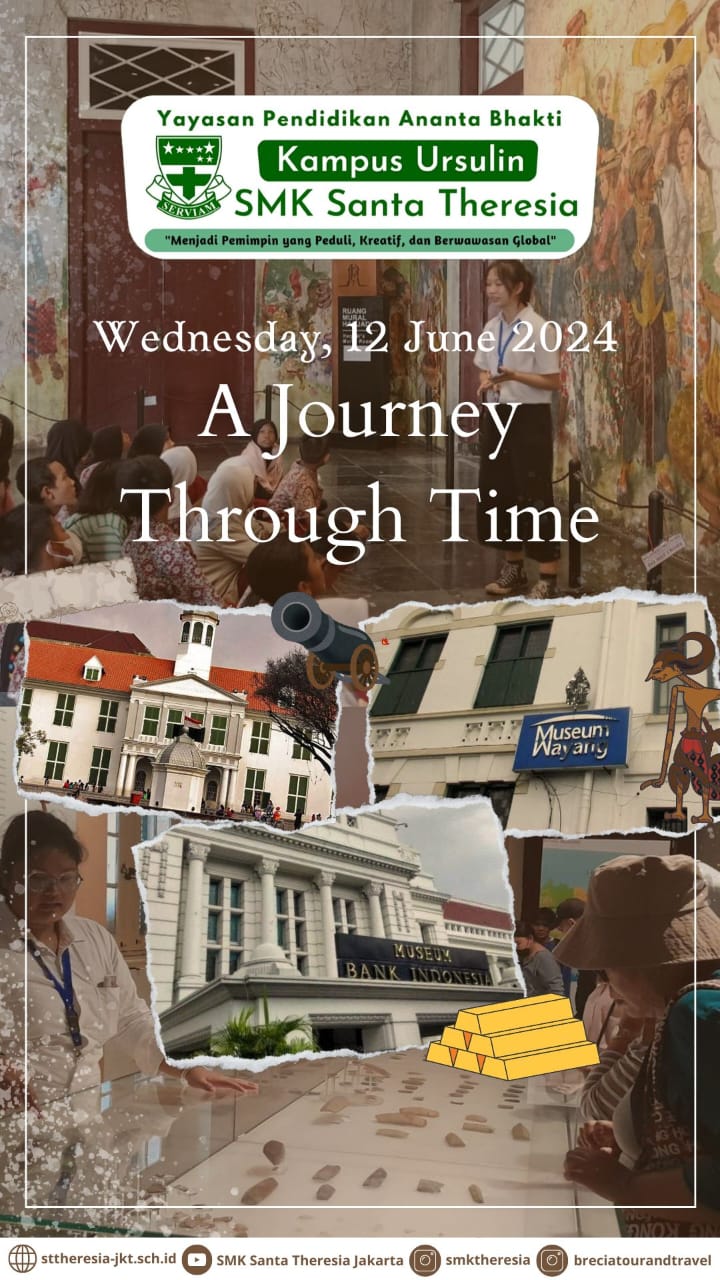 Yayasan Pendidikan Ananta Bhakti
Kampus Ursulin
SERVIAM
SMK Santa Theresia
"Menjadi Pemimpin yang Peduli, Kreatif, dan Berwawasan Global"
RUANG
MURAL
Wednesday, 12 June 2024
A Journey
Through Time
Museum
Wayang
MUSEUM
BANK INDONESIA
sttheresia-jkt.sch.id
SMK Santa Theresia Jakarta
smktheresia
breciatourandtravel